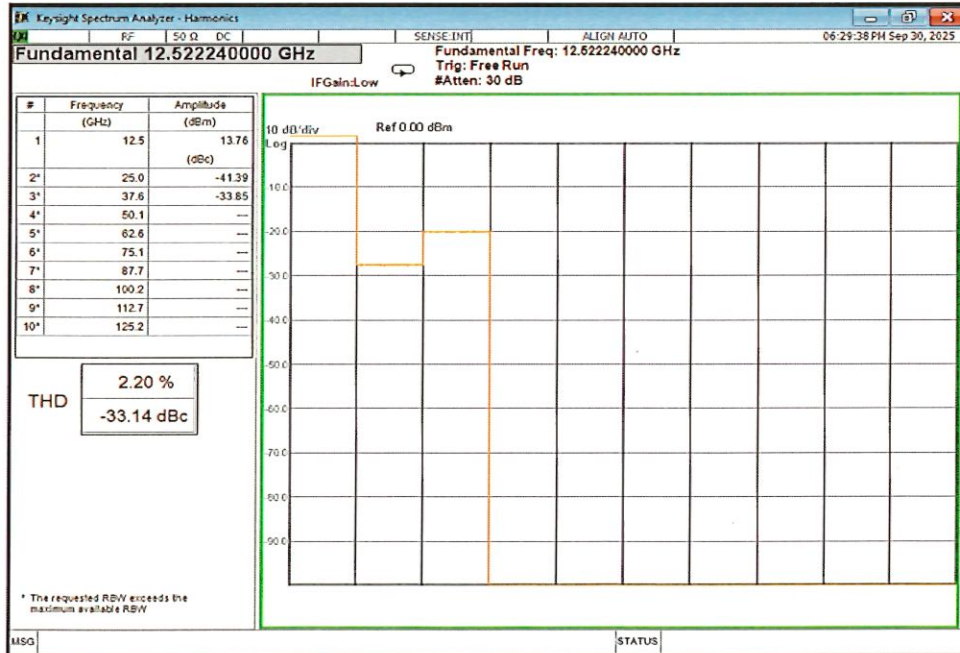 Keysight Spectrum Analyzer - Harmonics
RF 50 Ω DC SENSE:INT ALIGN AUTO 06:29:38 PM Sep 30, 2025
Fundamental 12.522240000 GHz
Fundamental Freq: 12.522240000 GHz
Trig: Free Run
IFGain:Low #Atten: 30 dB
# Frequency Amplitude
(GHz) (dBm)
1 12.5 13.76
(dBc)
2* 25.0 -41.39
3* 37.6 -33.85
4* 50.1 ---
5* 62.6 ---
6* 75.1 ---
7* 87.7 ---
8* 100.2 ---
9* 112.7 ---
10* 125.2 ---
THD
2.20 %
-33.14 dBc
* The requested RBW exceeds the
maximum available RBW
10 dB/div Ref 0.00 dBm
Log
-10.0
-20.0
-30.0
-40.0
-50.0
-60.0
-70.0
-80.0
-90.0
MSG STATUS